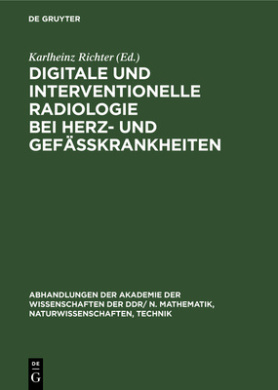 DE GRUYTER
Karlheinz Richter (Ed.)
DIGITALE UND
INTERVENTIONELLE
RADIOLOGIE
BEI HERZ- UND
GEFÄSSKRANKHEITEN
ABHANDLUNGEN DER AKADEMIE DER
WISSENSCHAFTEN DER DDR/ N. MATHEMATIK,
NATURWISSENSCHAFTEN, TECHNIK
DE
G